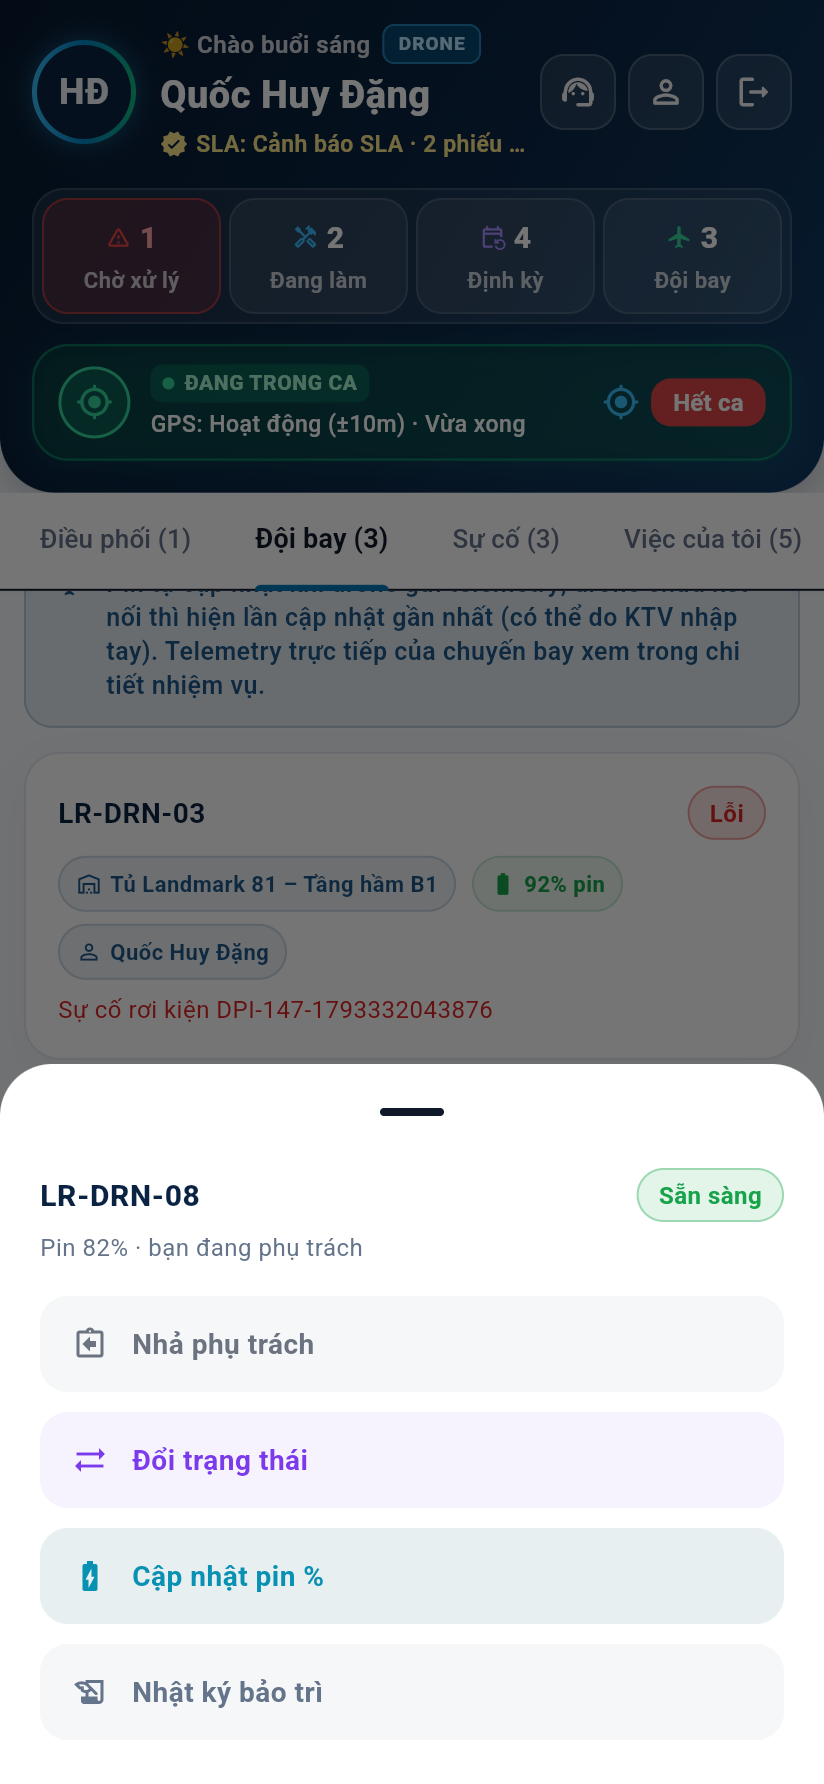 HĐ
Chào buổi sáng
DRONE
Quốc Huy Đặng
SLA: Cảnh báo SLA · 2 phiếu ...
1
Chờ xử lý
2
Đang làm
4
Định kỳ
3
Đội bay
ĐANG TRONG CA
GPS: Hoạt động (±10m) · Vừa xong
Hết ca
Điều phối (1)
Đội bay (3)
Sự cố (3)
Việc của tôi (5)
nối thì hiện lần cập nhật gần nhất (có thể do KTV nhập
tay). Telemetry trực tiếp của chuyến bay xem trong chi
tiết nhiệm vụ.
LR-DRN-03
Lỗi
Tủ Landmark 81 – Tầng hầm B1
92% pin
Quốc Huy Đặng
Sự cố rơi kiện DPI-147-1793332043876
LR-DRN-08
Sẵn sàng
Pin 82% · bạn đang phụ trách
Nhả phụ trách
Đổi trạng thái
Cập nhật pin %
Nhật ký bảo trì